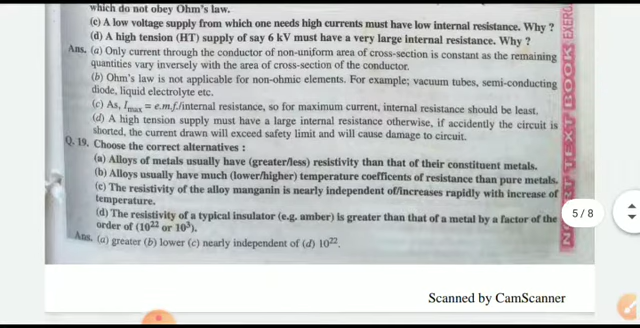 which do not obey Ohm's law.
(c) A low voltage supply from which one needs high currents must have low internal resistance. Why ?
(d) A high tension (HT) supply of say 6 kV must have a very large internal resistance. Why ?
Ans. (a) Only current through the conductor of non-uniform area of cross-section is constant as the remaining
quantities vary inversely with the area of cross-section of the conductor.
(b) Ohm's law is not applicable for non-ohmic elements. For example; vacuum tubes, semi-conducting
diode, liquid electrolyte etc.
(c) As, Imax = e.m.f./internal resistance, so for maximum current, internal resistance should be least.
(d) A high tension supply must have a large internal resistance otherwise, if accidently the circuit is
shorted, the current drawn will exceed safety limit and will cause damage to circuit.
Q. 19. Choose the correct alternatives :
(a) Alloys of metals usually have (greater/less) resistivity than that of their constituent metals.
(b) Alloys usually have much (lower/higher) temperature coefficents of resistance than pure metals.
(c) The resistivity of the alloy manganin is nearly independent of/increases rapidly with increase of
temperature.
(d) The resistivity of a typical insulator (e.g. amber) is greater than that of a metal by a factor of the
order of (10²² or 10³).
Ans. (a) greater (b) lower (c) nearly independent of (d) 10²².
TEXT BOOK EXERC
5 / 8
Scanned by CamScanner